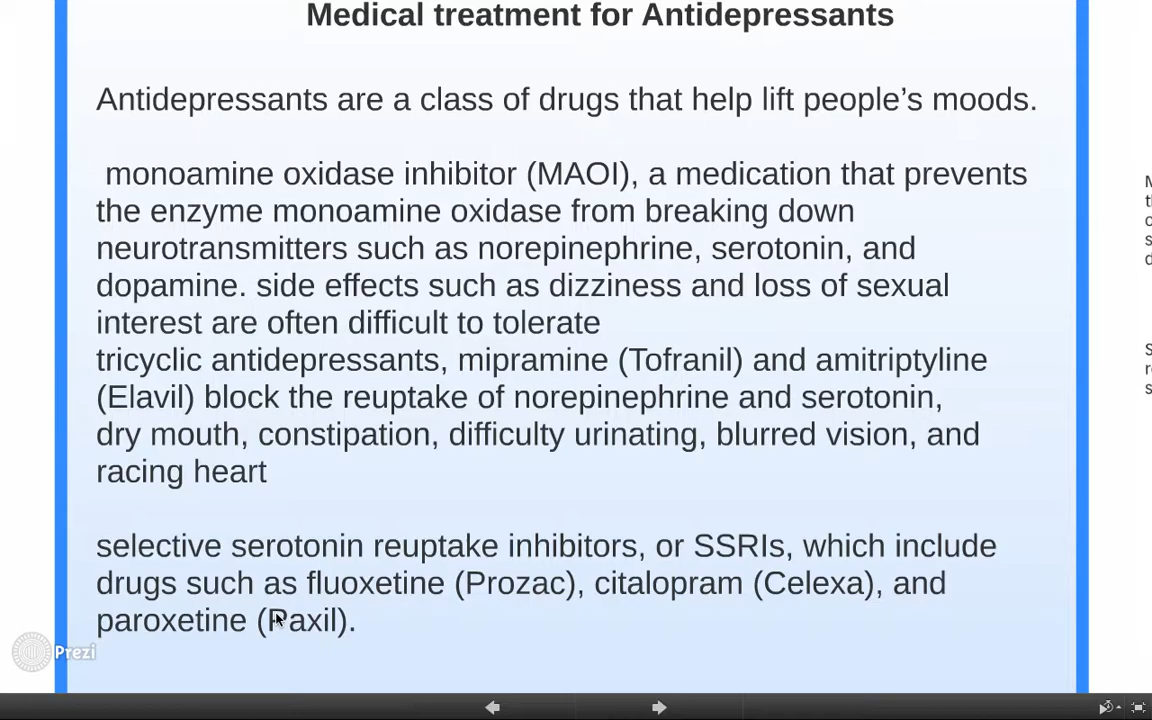 Medical treatment for Antidepressants
Antidepressants are a class of drugs that help lift people’s moods.
monoamine oxidase inhibitor (MAOI), a medication that prevents
the enzyme monoamine oxidase from breaking down
neurotransmitters such as norepinephrine, serotonin, and
dopamine. side effects such as dizziness and loss of sexual
interest are often difficult to tolerate
tricyclic antidepressants, mipramine (Tofranil) and amitriptyline
(Elavil) block the reuptake of norepinephrine and serotonin,
dry mouth, constipation, difficulty urinating, blurred vision, and
racing heart
selective serotonin reuptake inhibitors, or SSRIs, which include
drugs such as fluoxetine (Prozac), citalopram (Celexa), and
paroxetine (Paxil).
Prezi